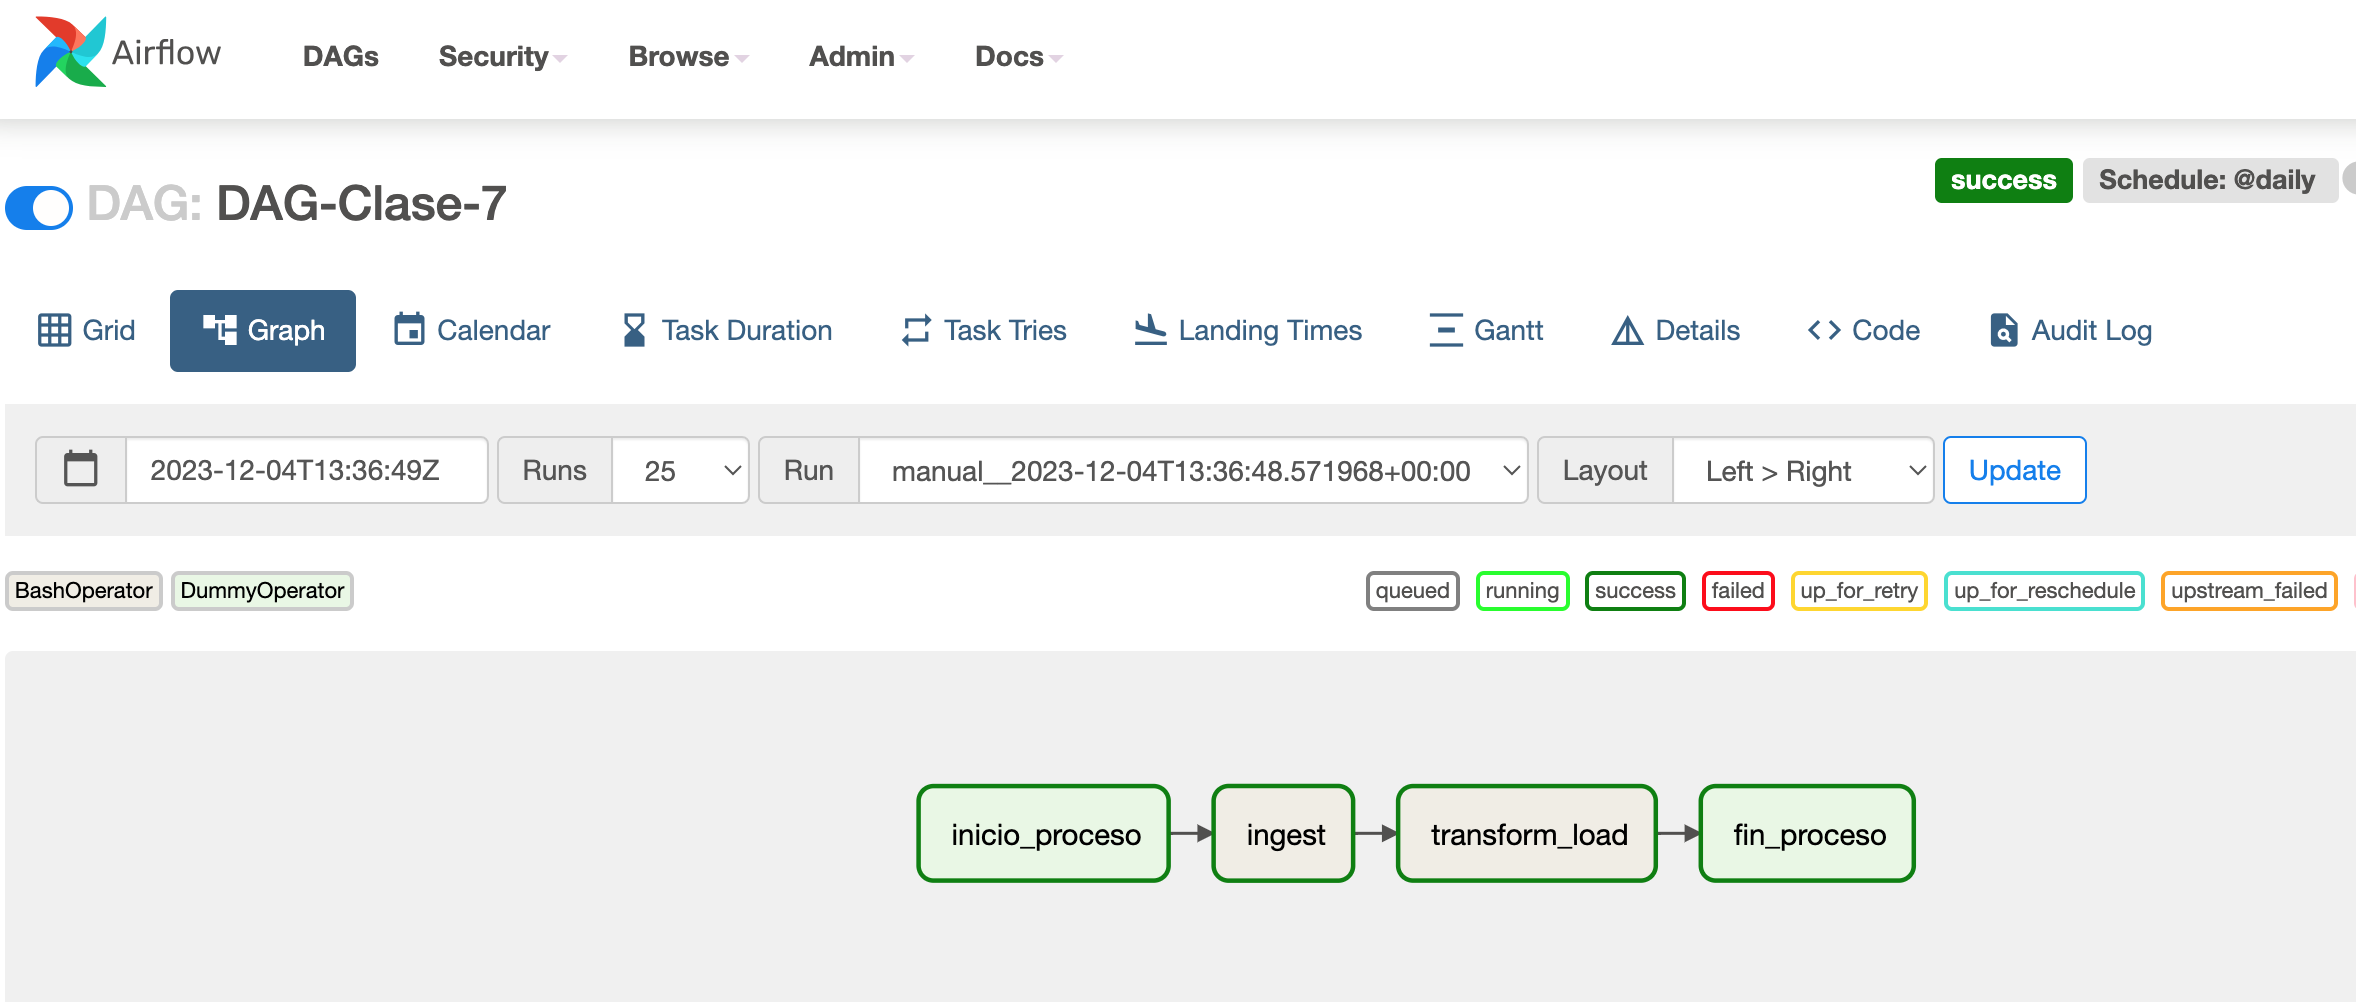 Airflow DAGs Security Browse Admin Docs
DAG: DAG-Clase-7 success Schedule: @daily
Grid Graph Calendar Task Duration Task Tries Landing Times Gantt Details Code Audit Log
2023-12-04T13:36:49Z Runs 25 Run manual__2023-12-04T13:36:48.571968+00:00 Layout Left > Right Update
BashOperator DummyOperator queued running success failed up_for_retry up_for_reschedule upstream_failed
inicio_proceso ingest transform_load fin_proceso